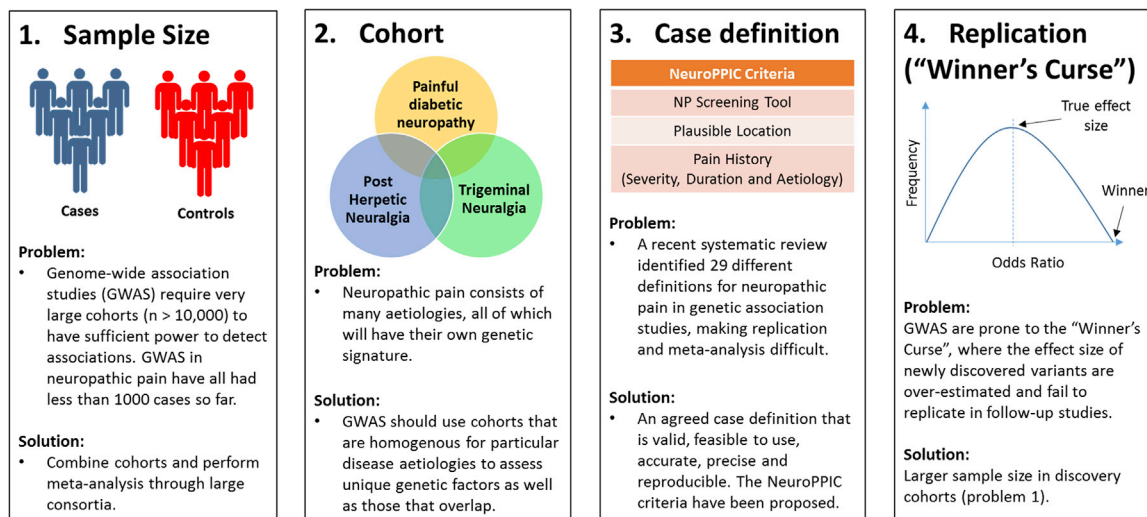 1. Sample Size
Cases
Controls
Problem:
• Genome-wide association
studies (GWAS) require very
large cohorts (n > 10,000) to
have sufficient power to detect
associations. GWAS in
neuropathic pain have all had
less than 1000 cases so far.
Solution:
• Combine cohorts and perform
meta-analysis through large
consortia.
2. Cohort
Painful
diabetic
neuropathy
Post
Herpetic
Neuralgia
Trigeminal
Neuralgia
Problem:
• Neuropathic pain consists of
many aetiologies, all of which
will have their own genetic
signature.
Solution:
• GWAS should use cohorts that
are homogenous for particular
disease aetiologies to assess
unique genetic factors as well
as those that overlap.
3. Case definition
NeuroPPIC Criteria
NP Screening Tool
Plausible Location
Pain History
(Severity, Duration and Aetiology)
Problem:
• A recent systematic review
identified 29 different
definitions for neuropathic
pain in genetic association
studies, making replication
and meta-analysis difficult.
Solution:
• An agreed case definition that
is valid, feasible to use,
accurate, precise and
reproducible. The NeuroPPIC
criteria have been proposed.
4. Replication
("Winner's Curse")
True effect
size
Winner
Frequency
Odds Ratio
Problem:
GWAS are prone to the "Winner's
Curse", where the effect size of
newly discovered variants are
over-estimated and fail to
replicate in follow-up studies.
Solution:
Larger sample size in discovery
cohorts (problem 1).